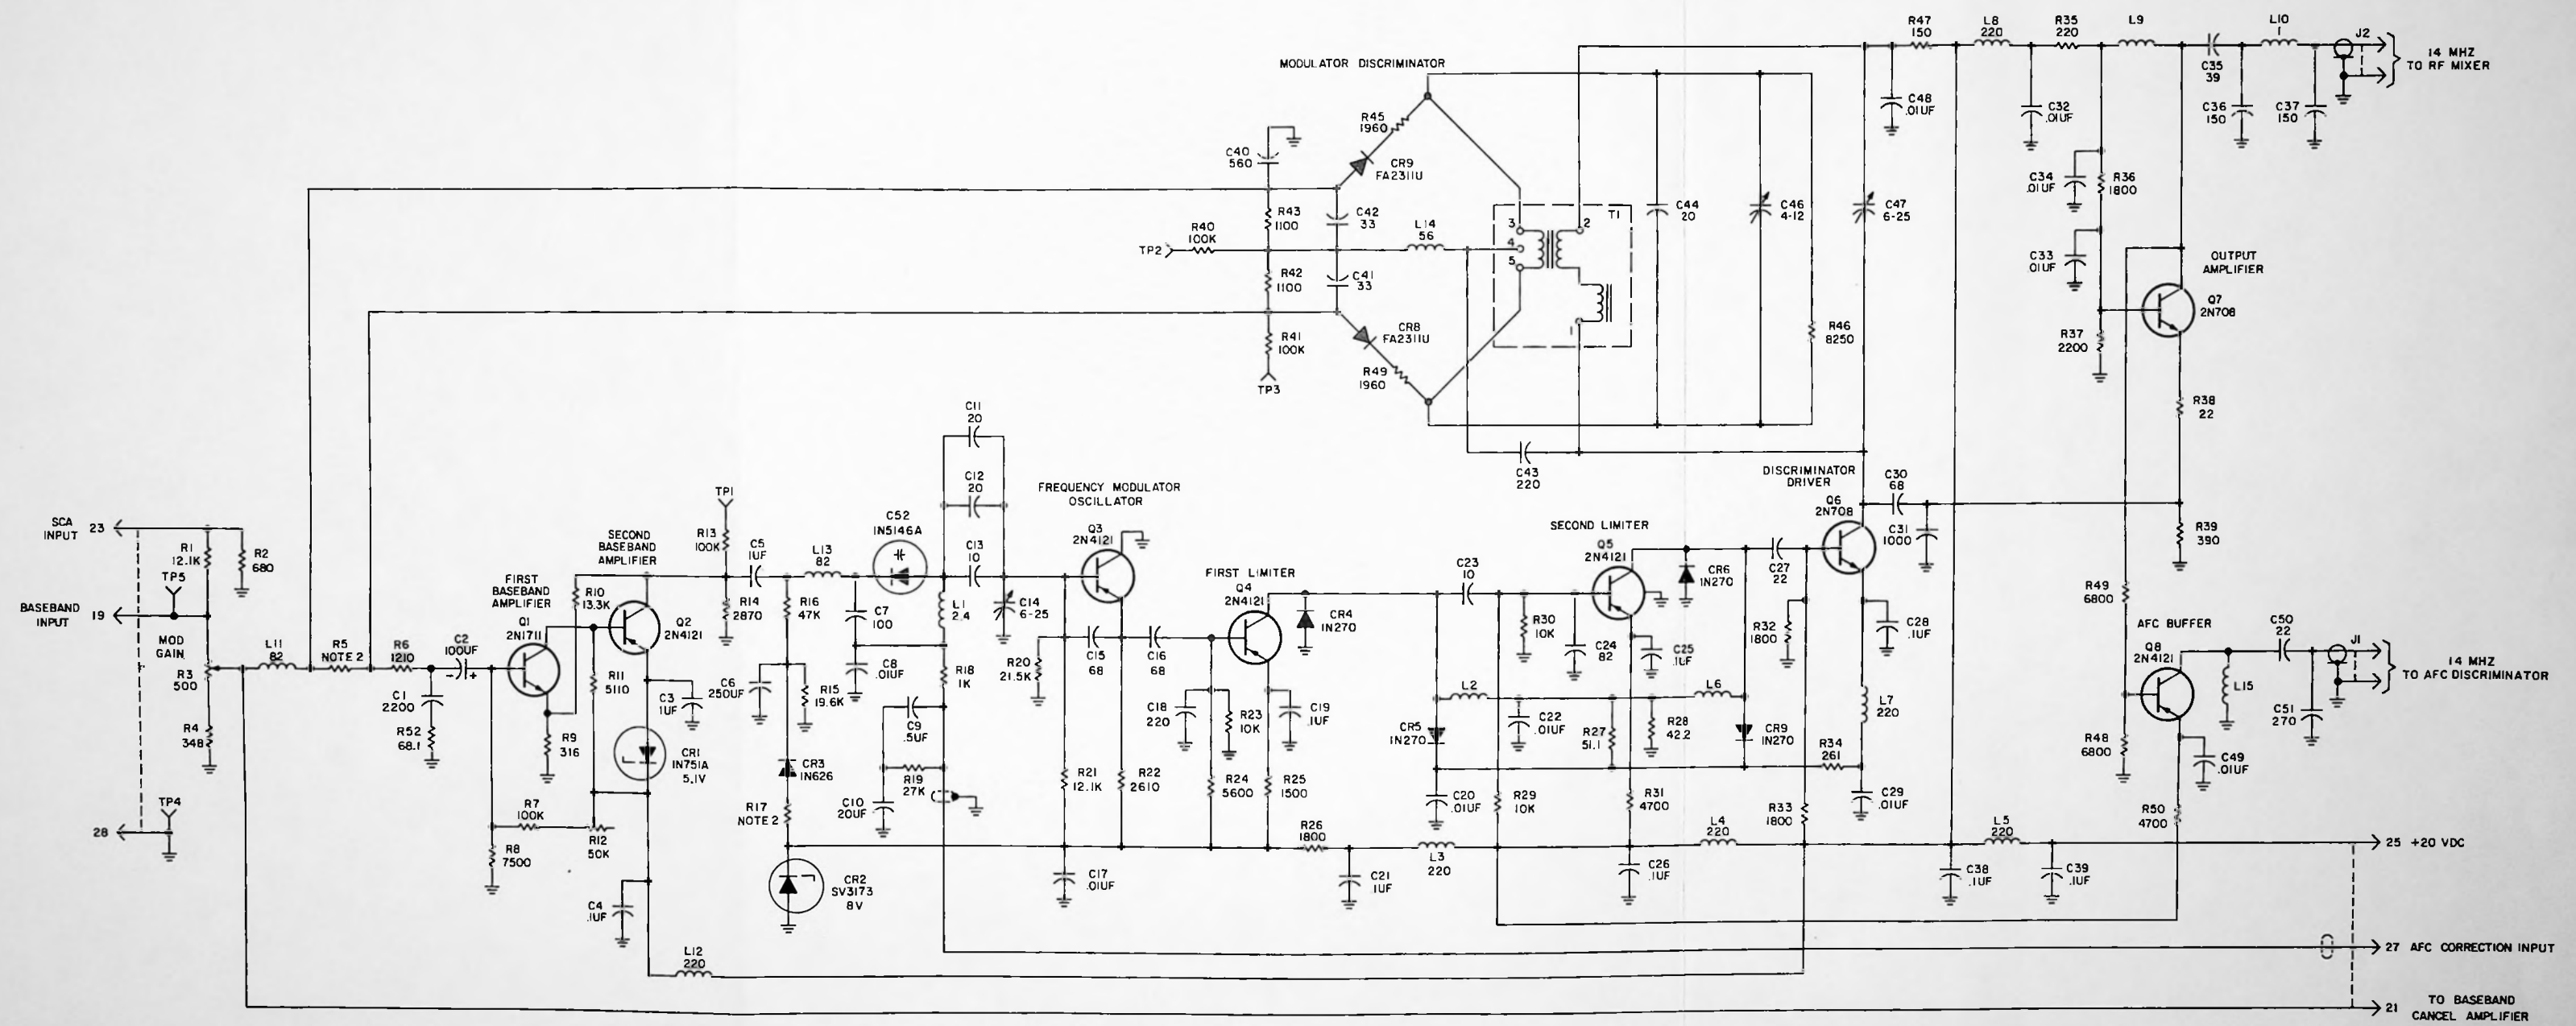 R47
150
L8
220
R35
220
L9
L10
1
J2
14 MHZ
TO RF MIXER
C35
39
C36
150
C37
150
C48
.01UF
C32
.01UF
MODULATOR DISCRIMINATOR
R45
1960
CR9
FA2311U
C40
560
R43
1100
C42
33
R40
100K
TP2
L14
56
T1
3
4
5
2
1
C44
20
C46
4-12
C47
6-25
C34
.01UF
R36
1800
C33
.01UF
OUTPUT
AMPLIFIER
Q7
2N708
R42
1100
C41
33
R41
100K
TP3
CR8
FA2311U
R49
1960
R46
8250
R37
2200
R38
22
C43
220
C11
20
C12
20
C13
10
FREQUENCY MODULATOR
OSCILLATOR
Q3
2N4121
DISCRIMINATOR
DRIVER
Q6
2N708
C30
68
C31
1000
R39
390
SCA
INPUT
23
R1
12.1K
R2
680
TP5
BASEBAND
INPUT
19
MOD
GAIN
R3
500
R4
348
TP4
28
L11
82
R5
NOTE 2
R6
1210
C2
100UF
-
+
C1
2200
R52
68.1
FIRST
BASEBAND
AMPLIFIER
Q1
2N1711
SECOND
BASEBAND
AMPLIFIER
R10
13.3K
Q2
2N4121
R11
5110
R9
316
R7
100K
R8
7500
R12
50K
C3
1UF
CR1
IN751A
5.1V
C4
.1UF
L12
220
TP1
R13
100K
C5
1UF
R14
2870
R16
47K
L13
82
C52
IN5146A
C7
100
C6
250UF
R15
19.6K
C8
.01UF
CR3
IN626
R17
NOTE 2
CR2
SV3173
8V
L1
2.4
C14
6-25
R18
1K
C9
.5UF
R19
27K
C10
20UF
R20
21.5K
C15
68
C16
68
R21
12.1K
R22
2610
C17
.01UF
FIRST LIMITER
Q4
2N4121
CR4
IN270
C18
220
R23
10K
C19
.1UF
R24
5600
R25
1500
R26
1800
C21
.1UF
L3
220
C23
10
SECOND LIMITER
Q5
2N4121
R30
10K
C24
82
C25
.1UF
CR6
IN270
C27
22
R32
1800
C28
.1UF
L2
L6
CR5
IN270
C22
.01UF
R27
51.1
R28
42.2
CR9
IN270
L7
220
R34
261
C20
.01UF
R29
10K
R31
4700
R33
1800
C29
.01UF
L4
220
C26
.1UF
L5
220
C38
.1UF
C39
.1UF
R49
6800
R48
6800
AFC BUFFER
Q8
2N4121
C50
22
J1
14 MHZ
TO AFC DISCRIMINATOR
L15
C51
270
C49
.01UF
R50
4700
25 +20 VDC
27 AFC CORRECTION INPUT
21 TO BASEBAND
CANCEL AMPLIFIER